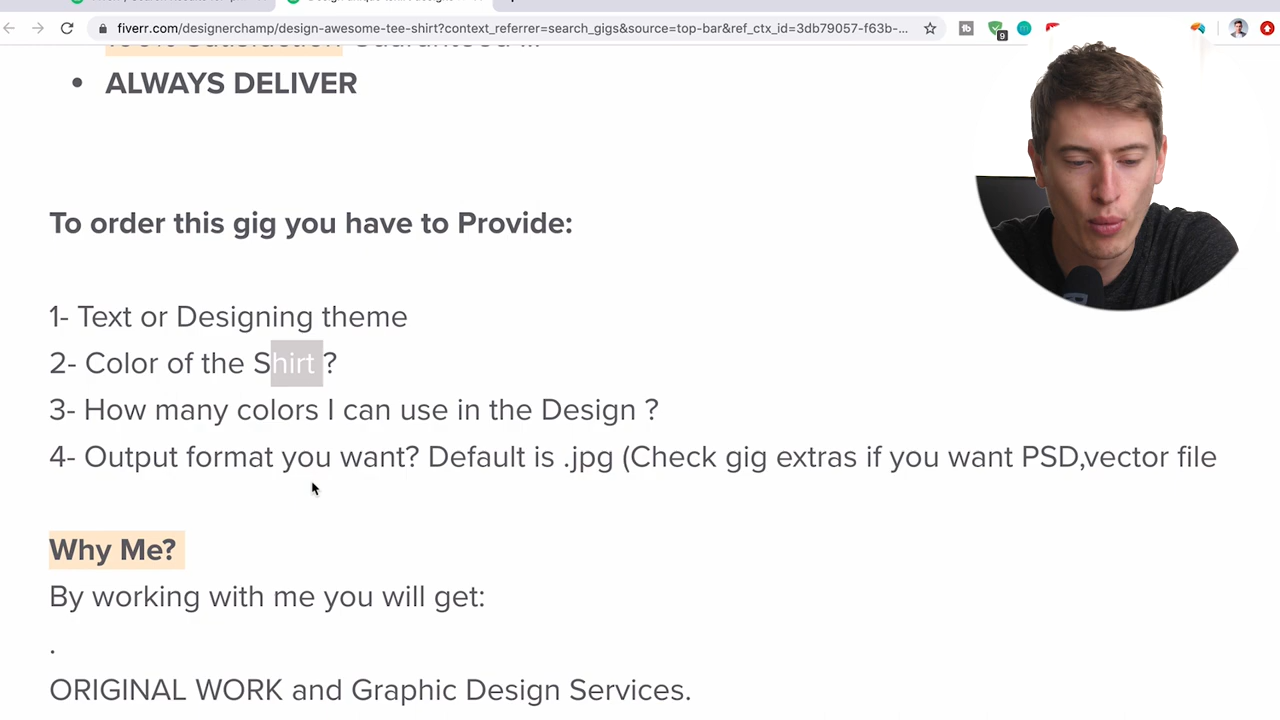 fiverr.com/designerchamp/design-awesome-tee-shirt?context_referrer=search_gigs&source=top-bar&ref_ctx_id=3db79057-f63b-...
9
100% Satisfaction Guaranteed ...
• ALWAYS DELIVER
To order this gig you have to Provide:
1- Text or Designing theme
2- Color of the Shirt ?
3- How many colors I can use in the Design ?
4- Output format you want? Default is .jpg (Check gig extras if you want PSD,vector file
Why Me?
By working with me you will get:
.
ORIGINAL WORK and Graphic Design Services.